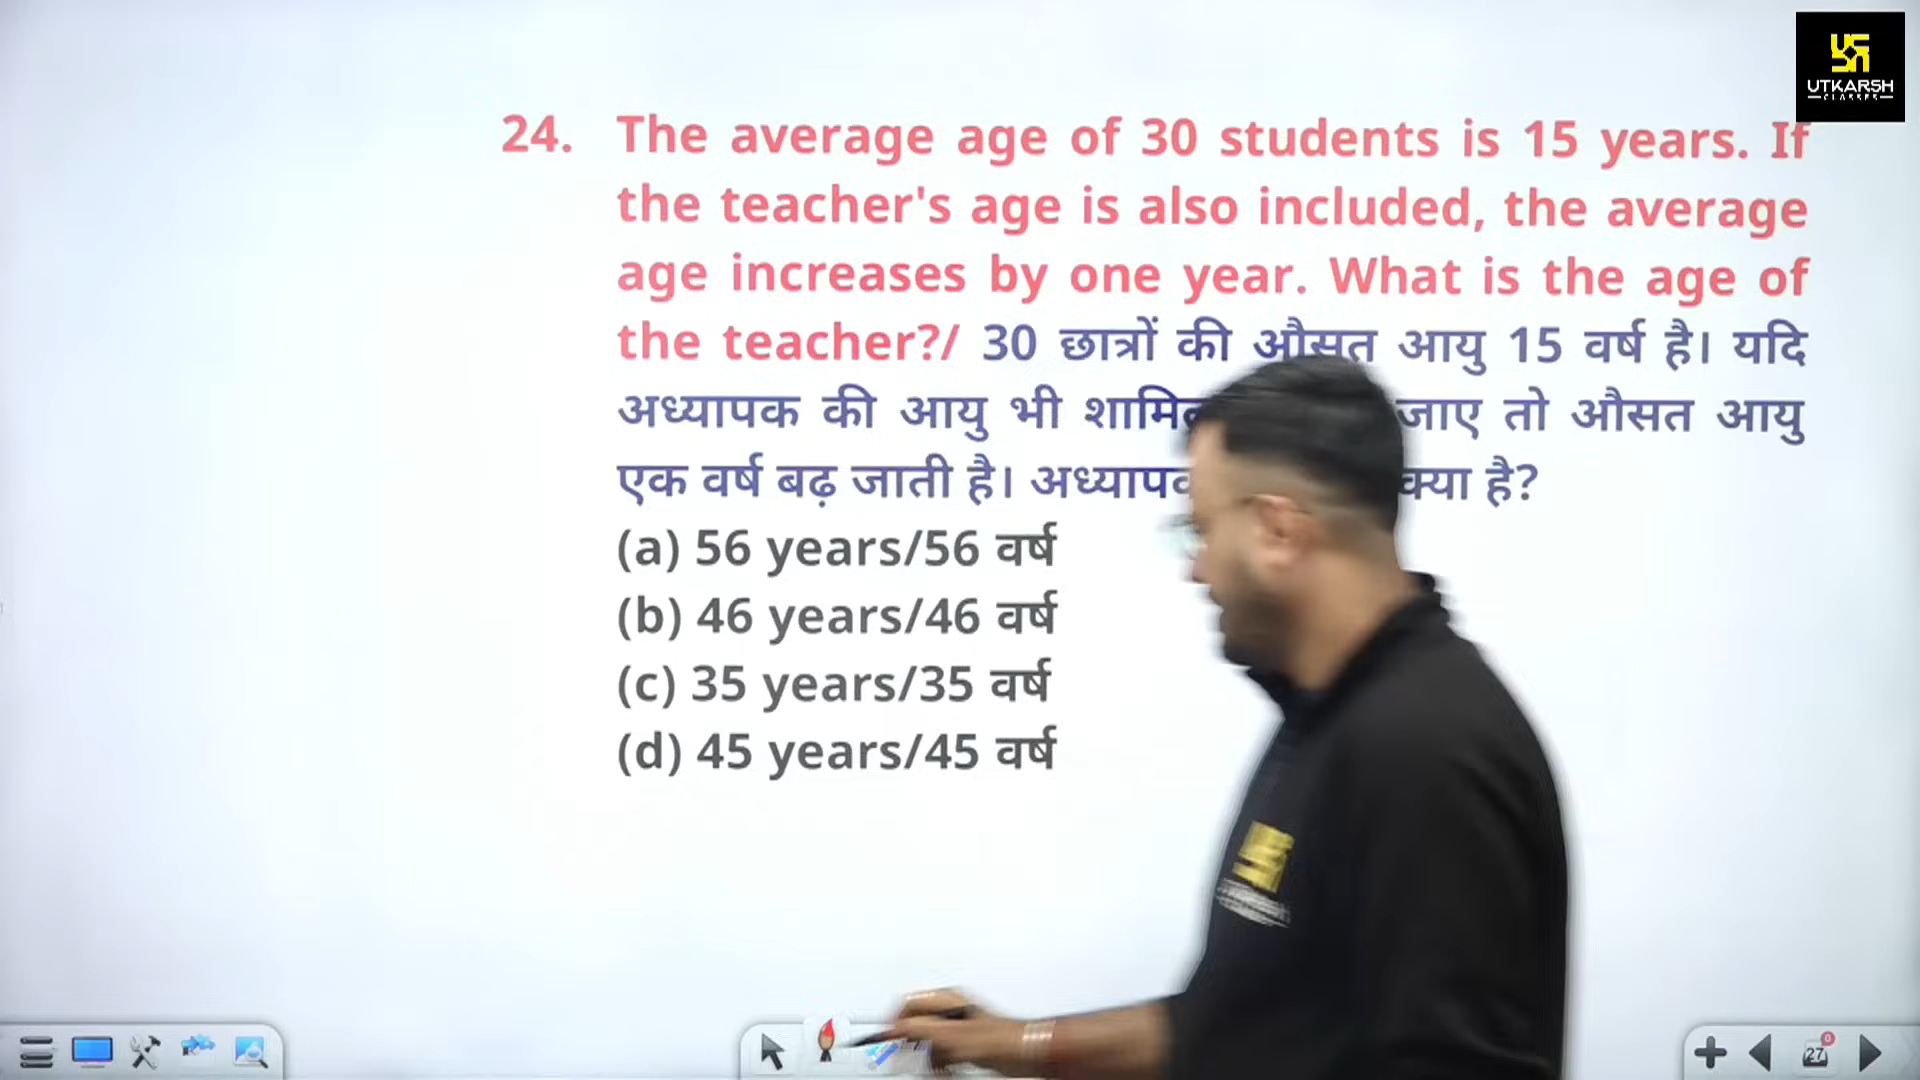 UTKARSH
CLASSES
24. The average age of 30 students is 15 years. If
the teacher's age is also included, the average
age increases by one year. What is the age of
the teacher?/ 30 छात्रों की औसत आयु 15 वर्ष है। यदि
अध्यापक की आयु भी जाए तो औसत आयु
एक वर्ष बढ़ जाती है। क्या है?
(a) 56 years/56 वर्ष
(b) 46 years/46 वर्ष
(c) 35 years/35 वर्ष
(d) 45 years/45 वर्ष
27